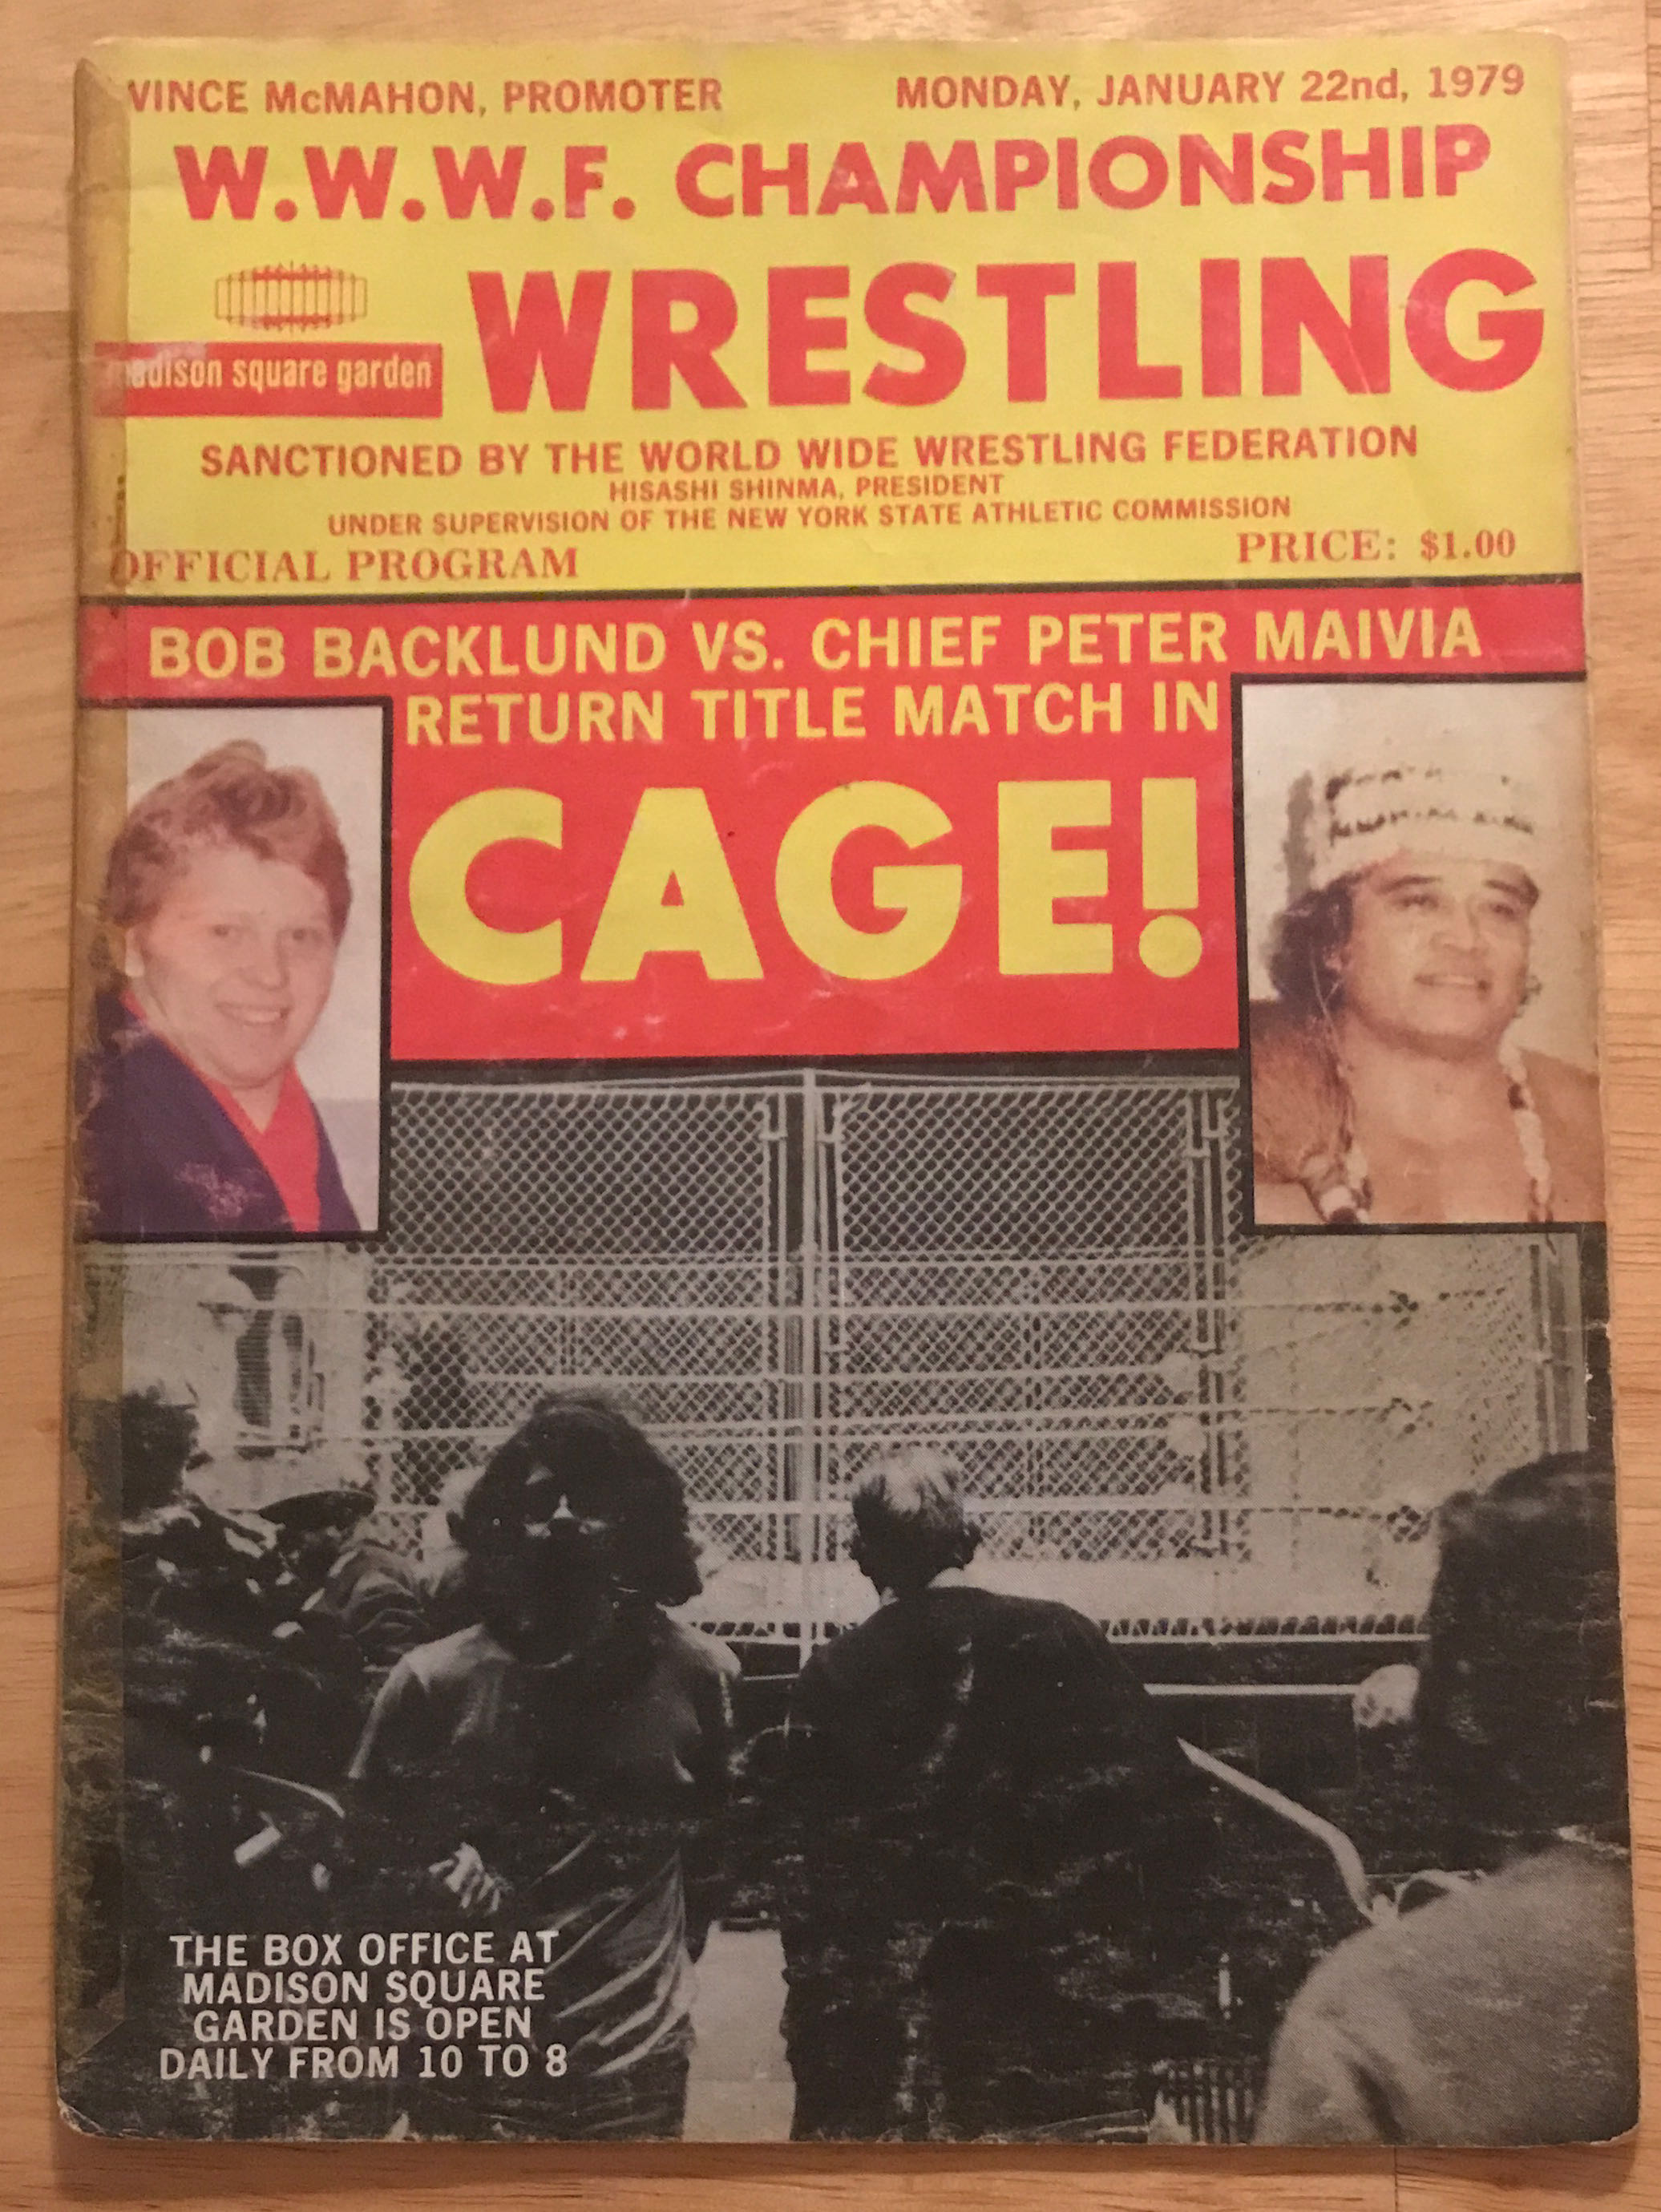 VINCE McMAHON, PROMOTER
MONDAY, JANUARY 22nd, 1979
W.W.W.F. CHAMPIONSHIP
WRESTLING
madison square garden
SANCTIONED BY THE WORLD WIDE WRESTLING FEDERATION
HISASHI SHINMA, PRESIDENT
UNDER SUPERVISION OF THE NEW YORK STATE ATHLETIC COMMISSION
OFFICIAL PROGRAM
PRICE: $1.00
BOB BACKLUND VS. CHIEF PETER MAIVIA
RETURN TITLE MATCH IN
CAGE!
THE BOX OFFICE AT
MADISON SQUARE
GARDEN IS OPEN
DAILY FROM 10 TO 8